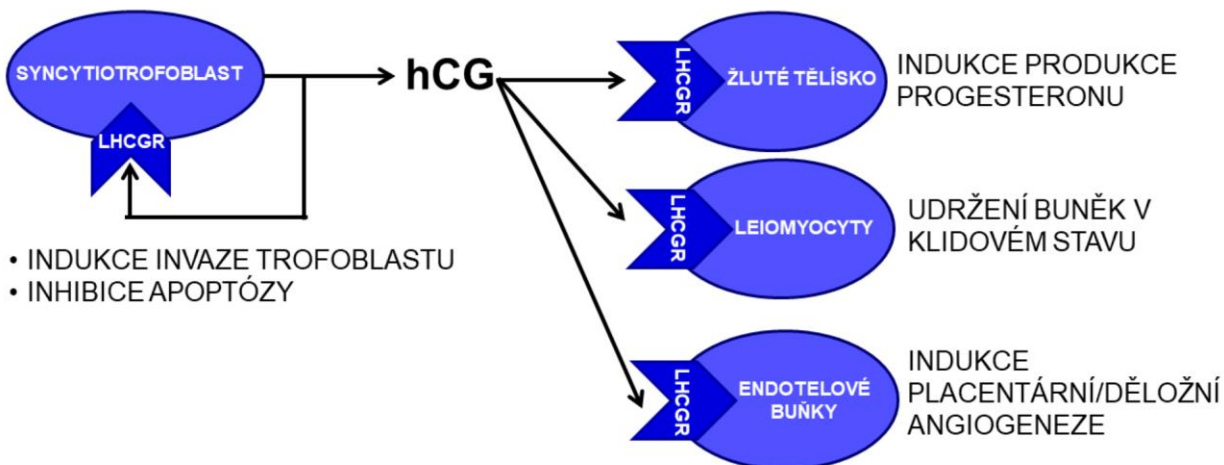 SYNCYTIOTROFOBLAST
LHCGR
• INDUKCE INVAZE TROFOBLASTU
• INHIBICE APOPTÓZY
hCG
LHCGR
ŽLUTÉ TĚLÍSKO
INDUKCE PRODUKCE
PROGESTERONU
LHCGR
LEIOMYOCYTY
UDRŽENÍ BUNĚK V
KLIDOVÉM STAVU
LHCGR
ENDOTELOVÉ
BUŇKY
INDUKCE
PLACENTÁRNÍ/DĚLOŽNÍ
ANGIOGENEZE